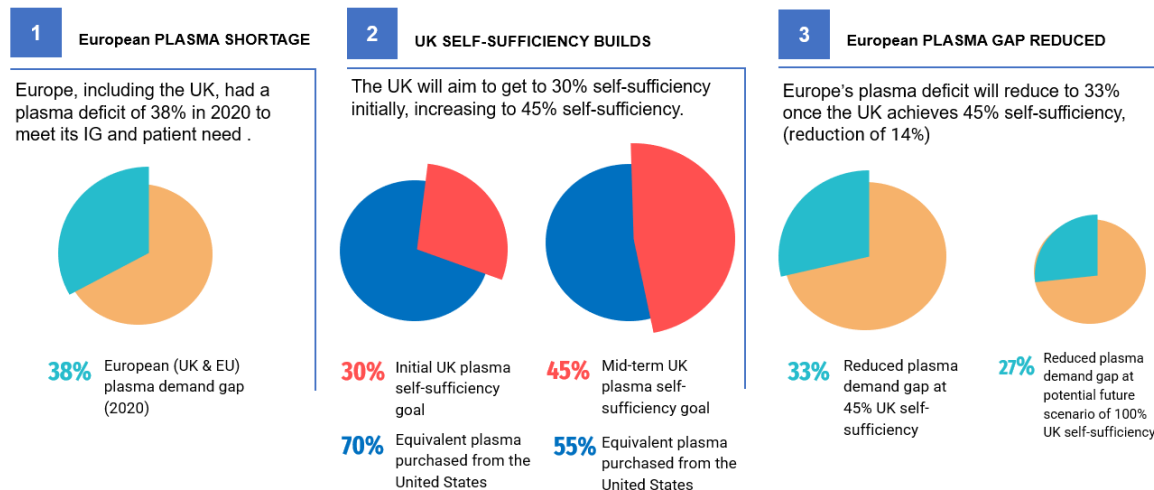 1
European PLASMA SHORTAGE
Europe, including the UK, had a
plasma deficit of 38% in 2020 to
meet its IG and patient need .
38%
European (UK & EU)
plasma demand gap
(2020)
2
UK SELF-SUFFICIENCY BUILDS
The UK will aim to get to 30% self-sufficiency
initially, increasing to 45% self-sufficiency.
30%
Initial UK plasma
self-sufficiency
goal
70%
Equivalent plasma
purchased from the
United States
45%
Mid-term UK
plasma self-
sufficiency goal
55%
Equivalent plasma
purchased from the
United States
3
European PLASMA GAP REDUCED
Europe's plasma deficit will reduce to 33%
once the UK achieves 45% self-sufficiency,
(reduction of 14%)
33%
Reduced plasma
demand gap at
45% UK self-
sufficiency
27%
Reduced plasma
demand gap at
potential future
scenario of 100%
UK self-sufficiency